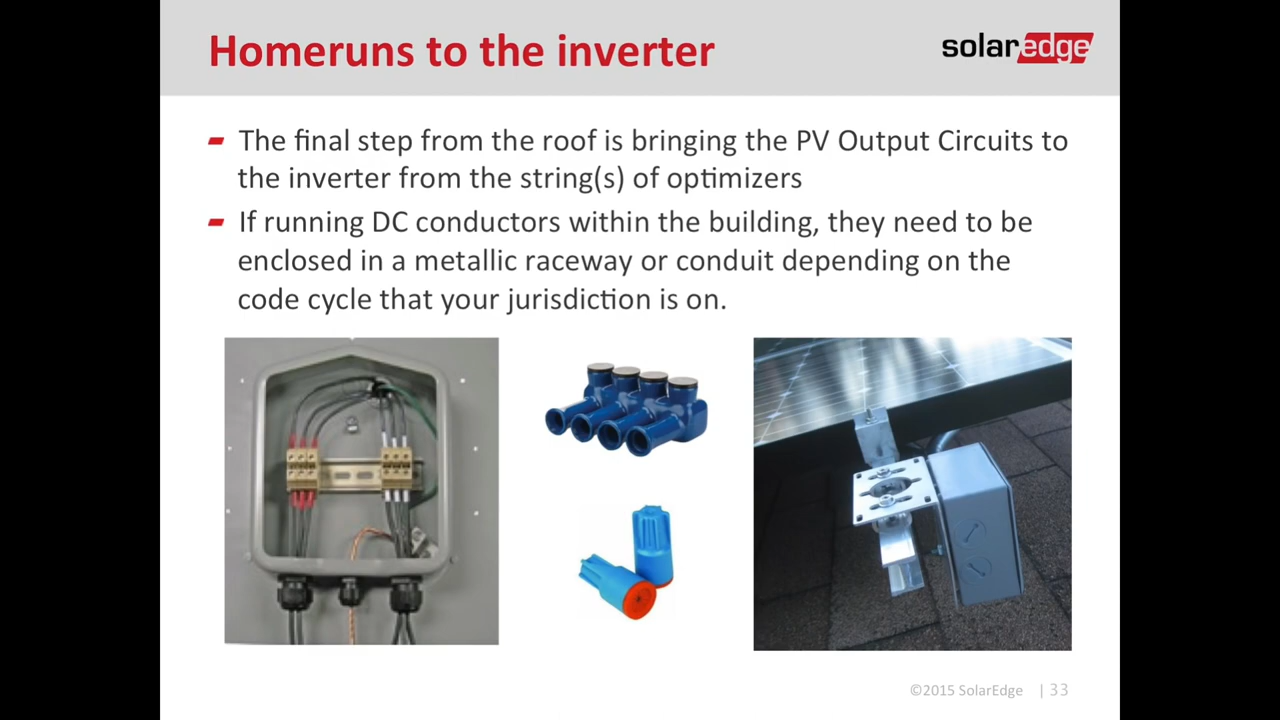 Homeruns to the inverter
solaredge
The final step from the roof is bringing the PV Output Circuits to
the inverter from the string(s) of optimizers
If running DC conductors within the building, they need to be
enclosed in a metallic raceway or conduit depending on the
code cycle that your jurisdiction is on.
©2015 SolarEdge | 33